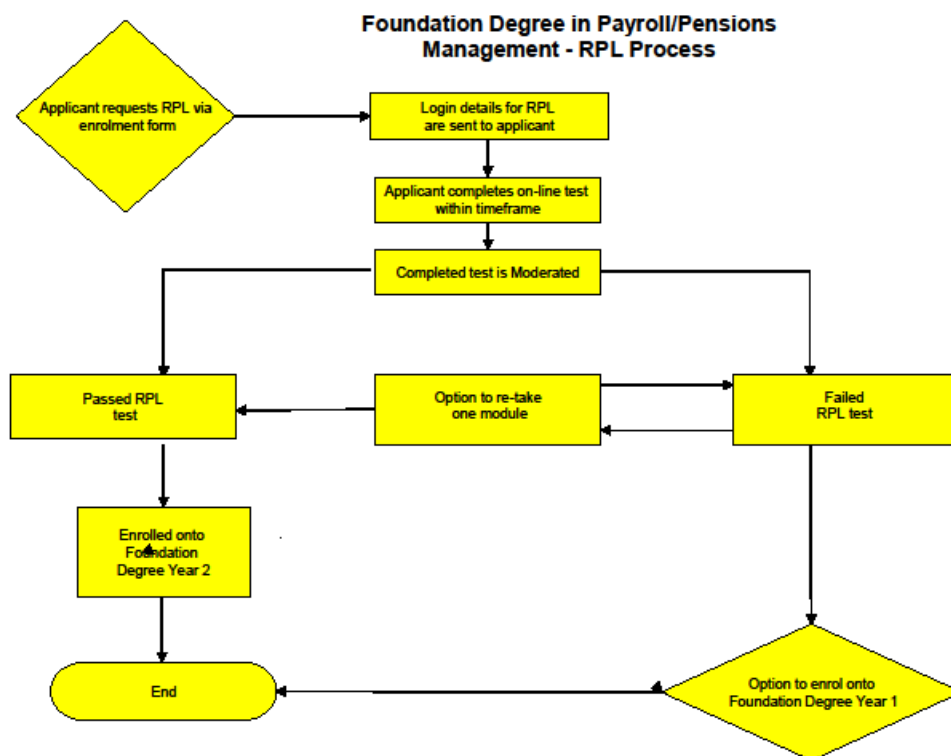 Foundation Degree in Payroll/Pensions
Management - RPL Process
Applicant requests RPL via
enrolment form
Login details for RPL
are sent to applicant
Applicant completes on-line test
within timeframe
Completed test is Moderated
Passed RPL
test
Option to re-take
one module
Failed
RPL test
Enrolled onto
Foundation
Degree Year 2
End
Option to enrol onto
Foundation Degree Year 1